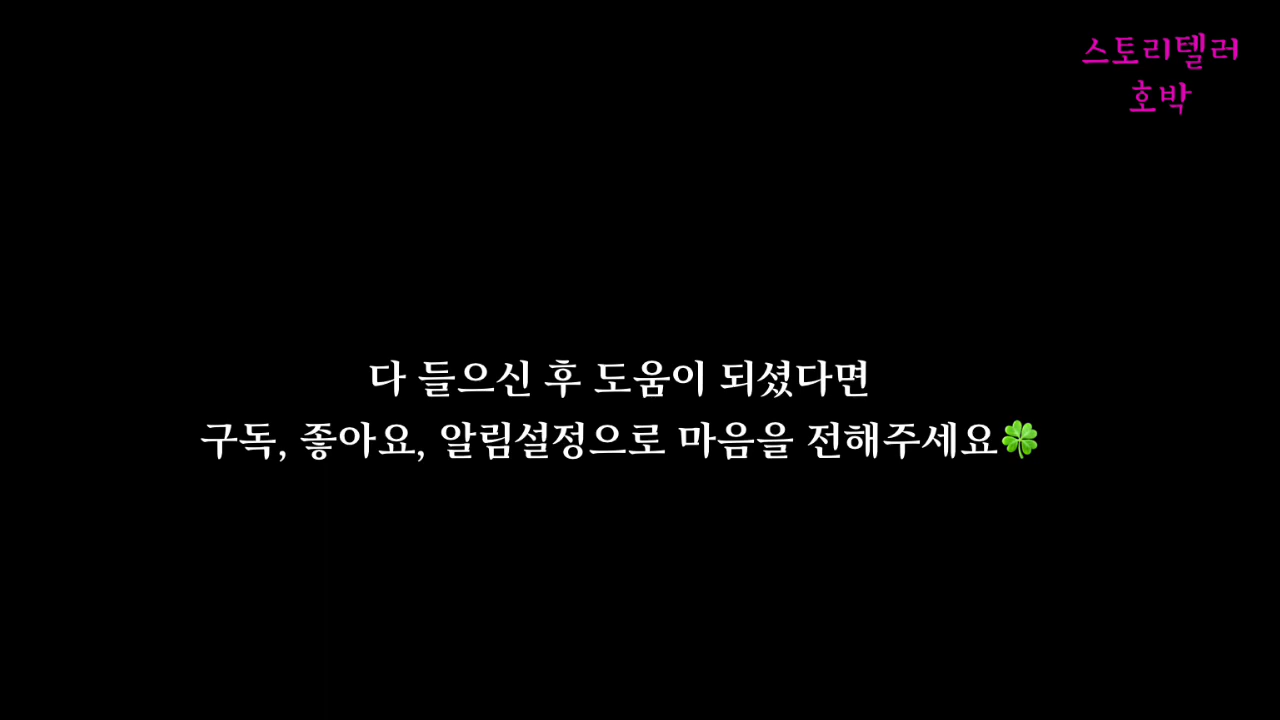 스토리텔러
호박
다 들으신 후 도움이 되셨다면
구독, 좋아요, 알림설정으로 마음을 전해주세요🍀